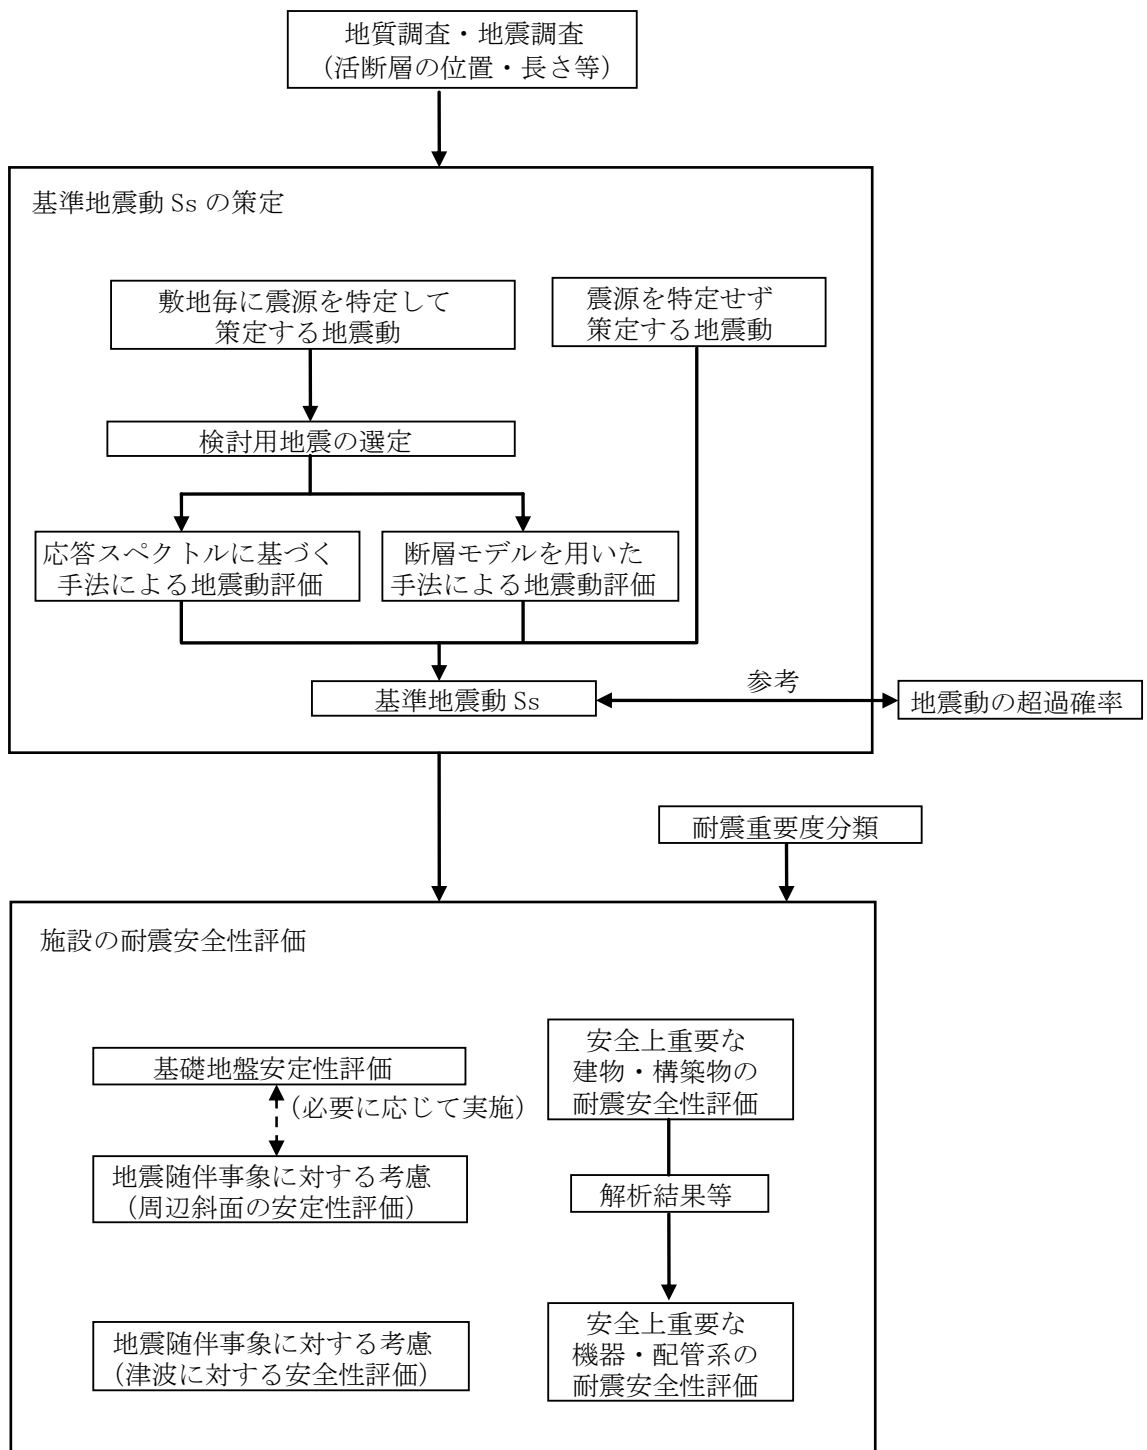 地質調査・地震調査
（活断層の位置・長さ等）
基準地震動 Ss の策定
敷地毎に震源を特定して
策定する地震動
震源を特定せず
策定する地震動
検討用地震の選定
応答スペクトルに基づく
手法による地震動評価
断層モデルを用いた
手法による地震動評価
基準地震動 Ss
参考
地震動の超過確率
耐震重要度分類
施設の耐震安全性評価
基礎地盤安定性評価
（必要に応じて実施）
地震随伴事象に対する考慮
（周辺斜面の安定性評価）
地震随伴事象に対する考慮
（津波に対する安全性評価）
安全上重要な
建物・構築物の
耐震安全性評価
解析結果等
安全上重要な
機器・配管系の
耐震安全性評価